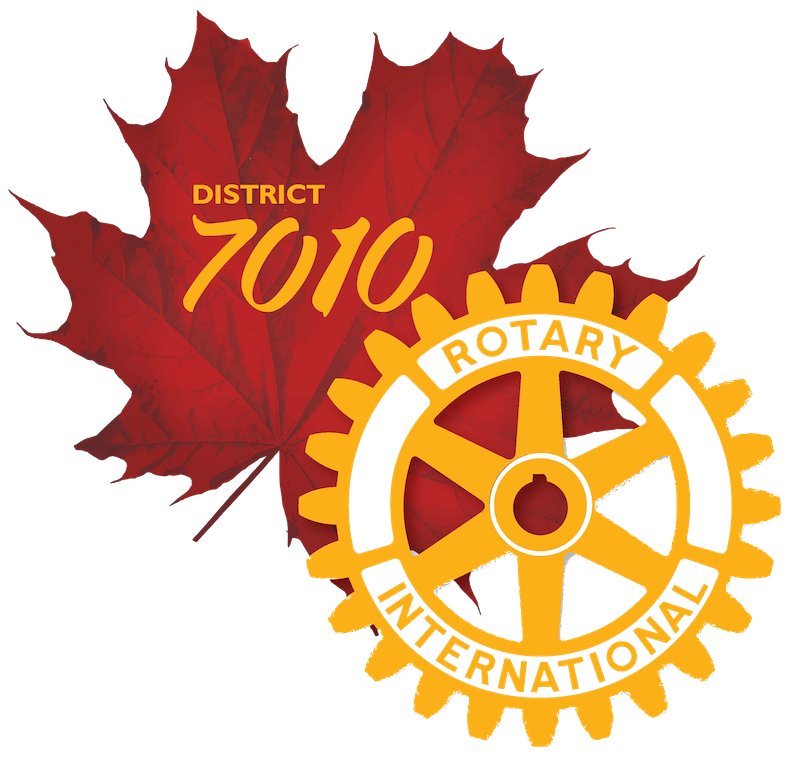 DISTRICT
7010
ROTARY
INTERNATIONAL